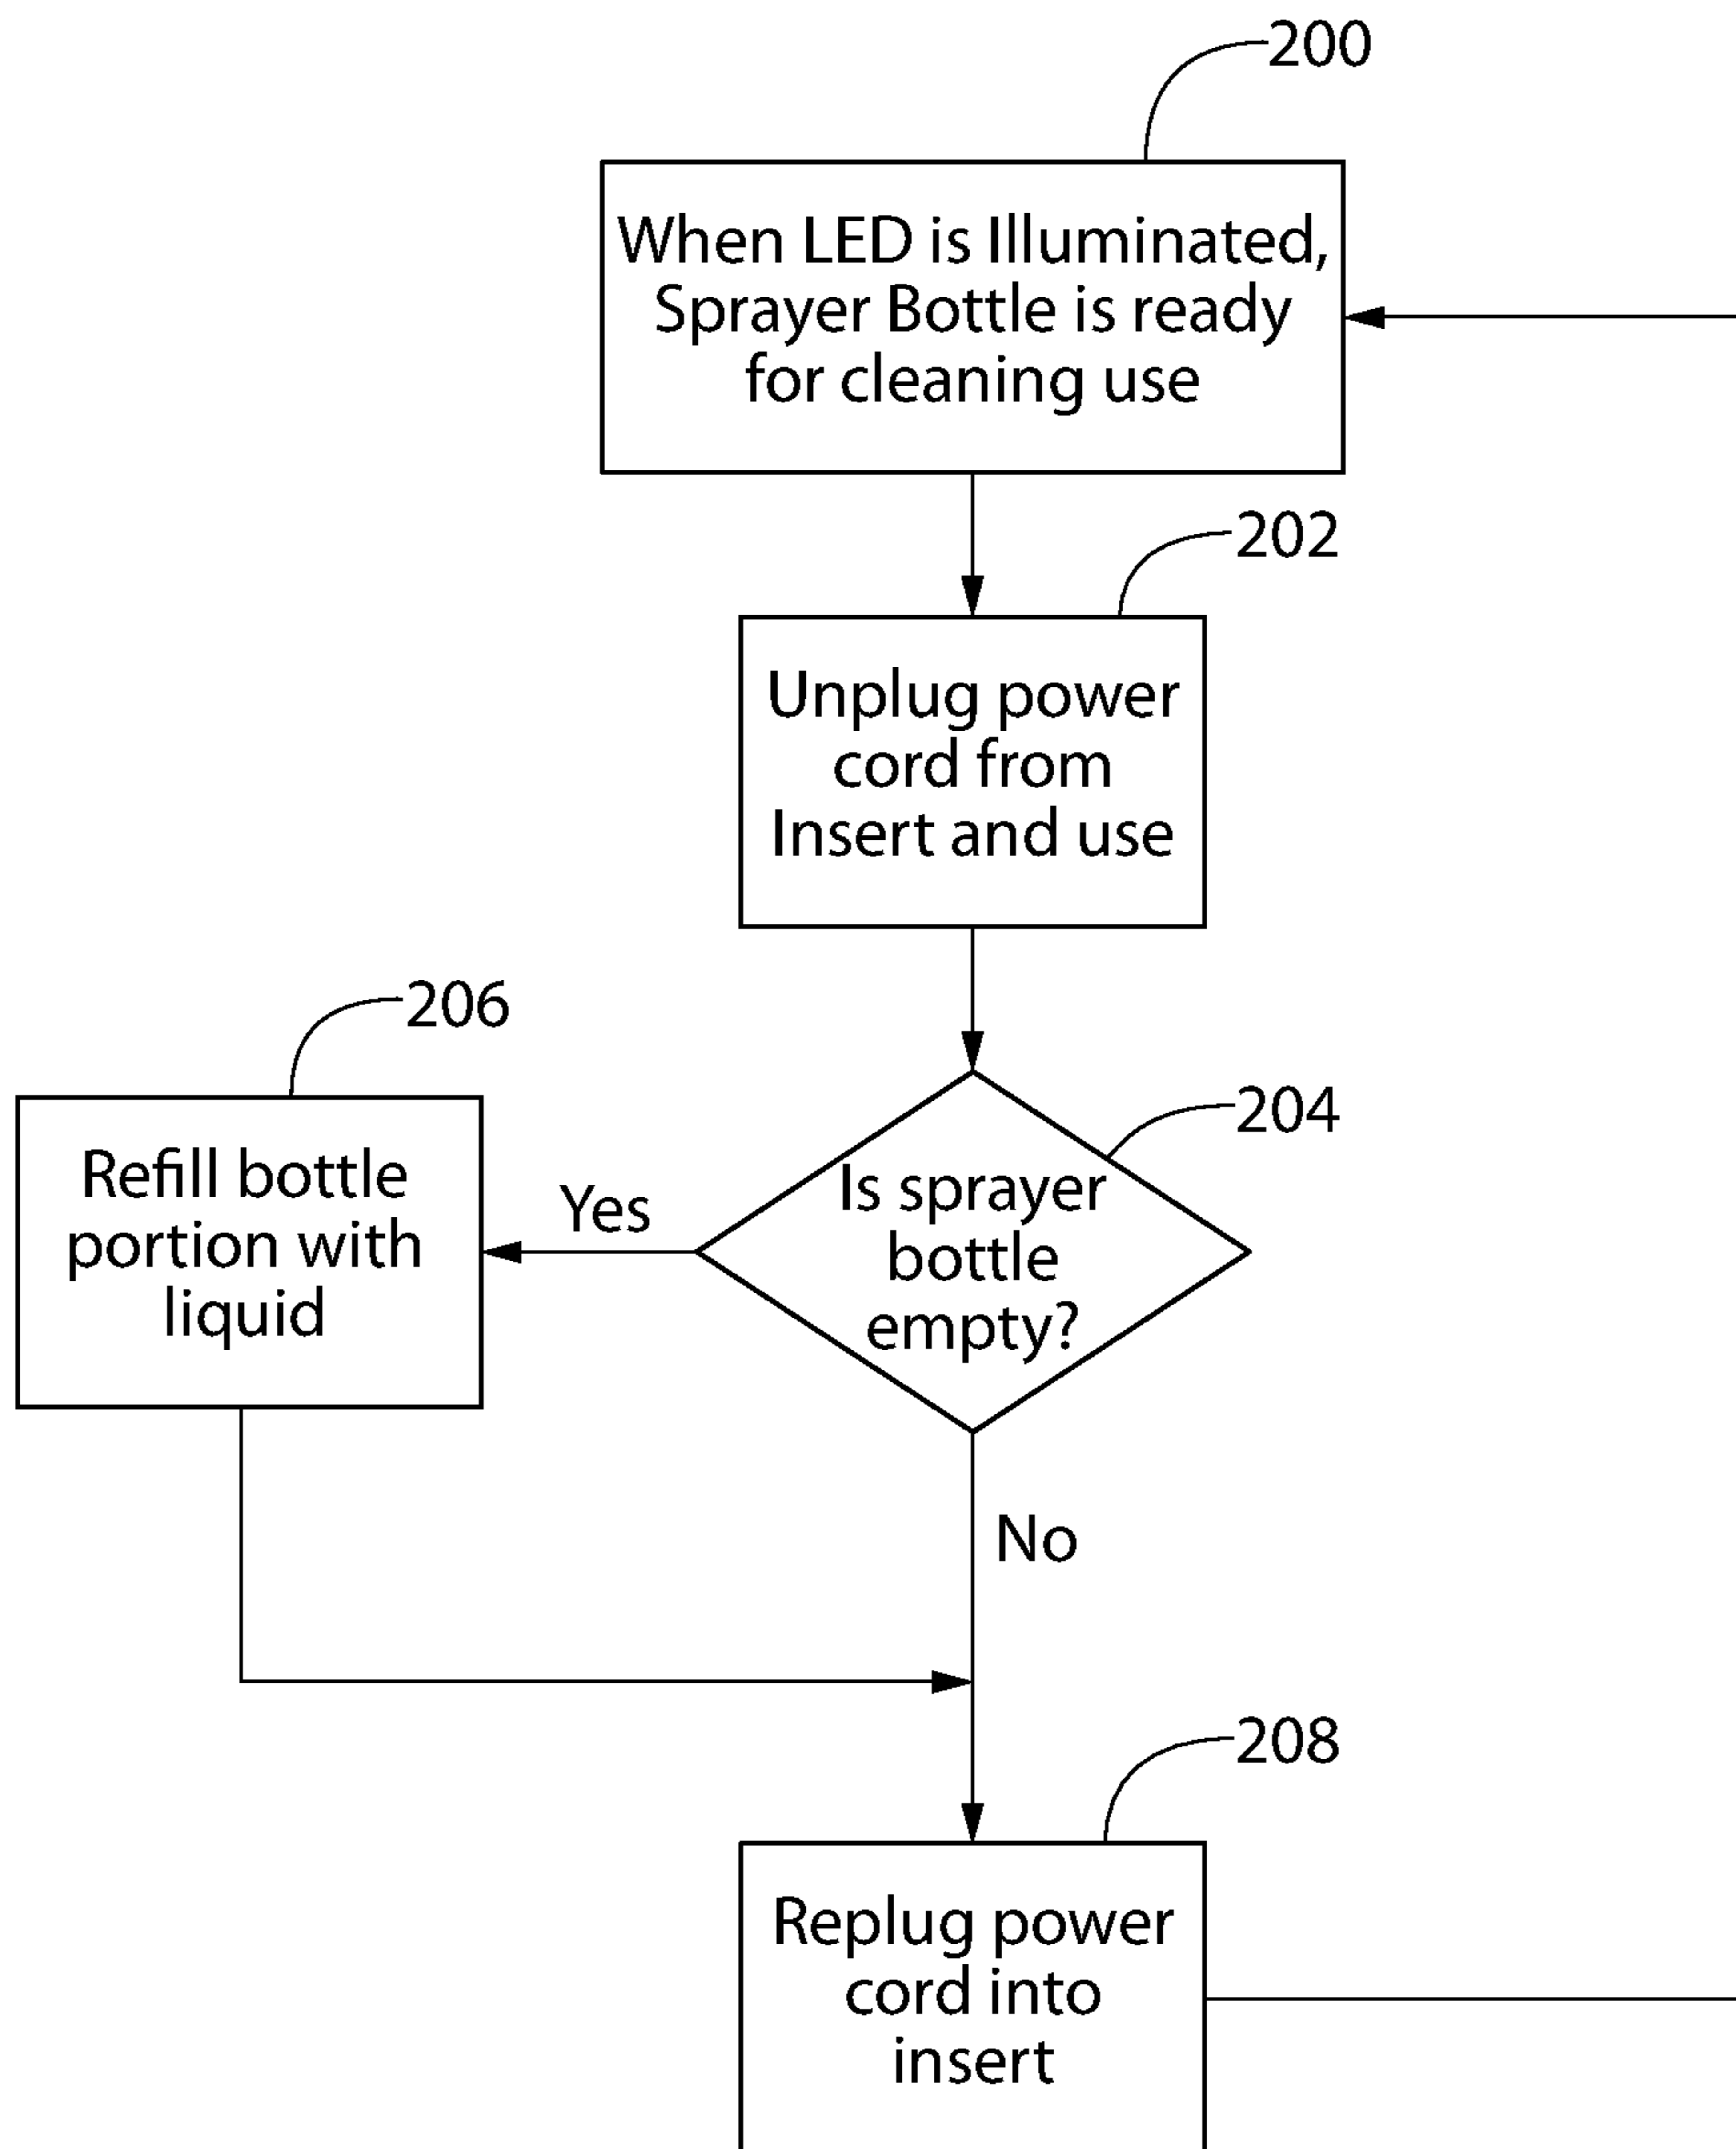 200
When LED is Illuminated,
Sprayer Bottle is ready
for cleaning use
202
Unplug power
cord from
Insert and use
206
Refill bottle
portion with
liquid
204
Is sprayer
bottle
empty?
Yes
No
208
Replug power
cord into
insert